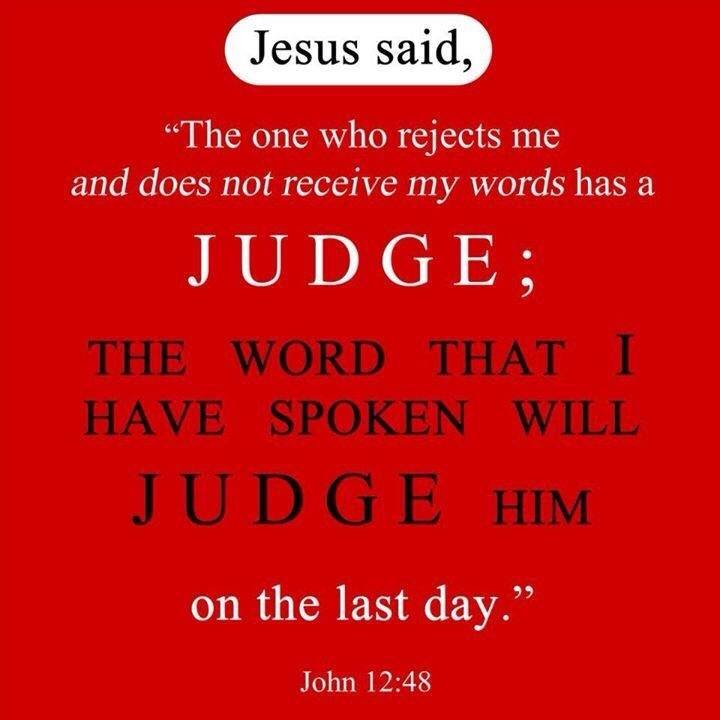 Jesus said,
“The one who rejects me
and does not receive my words has a
JUDGE;
THE WORD THAT I
HAVE SPOKEN WILL
JUDGE HIM
on the last day.”
John 12:48